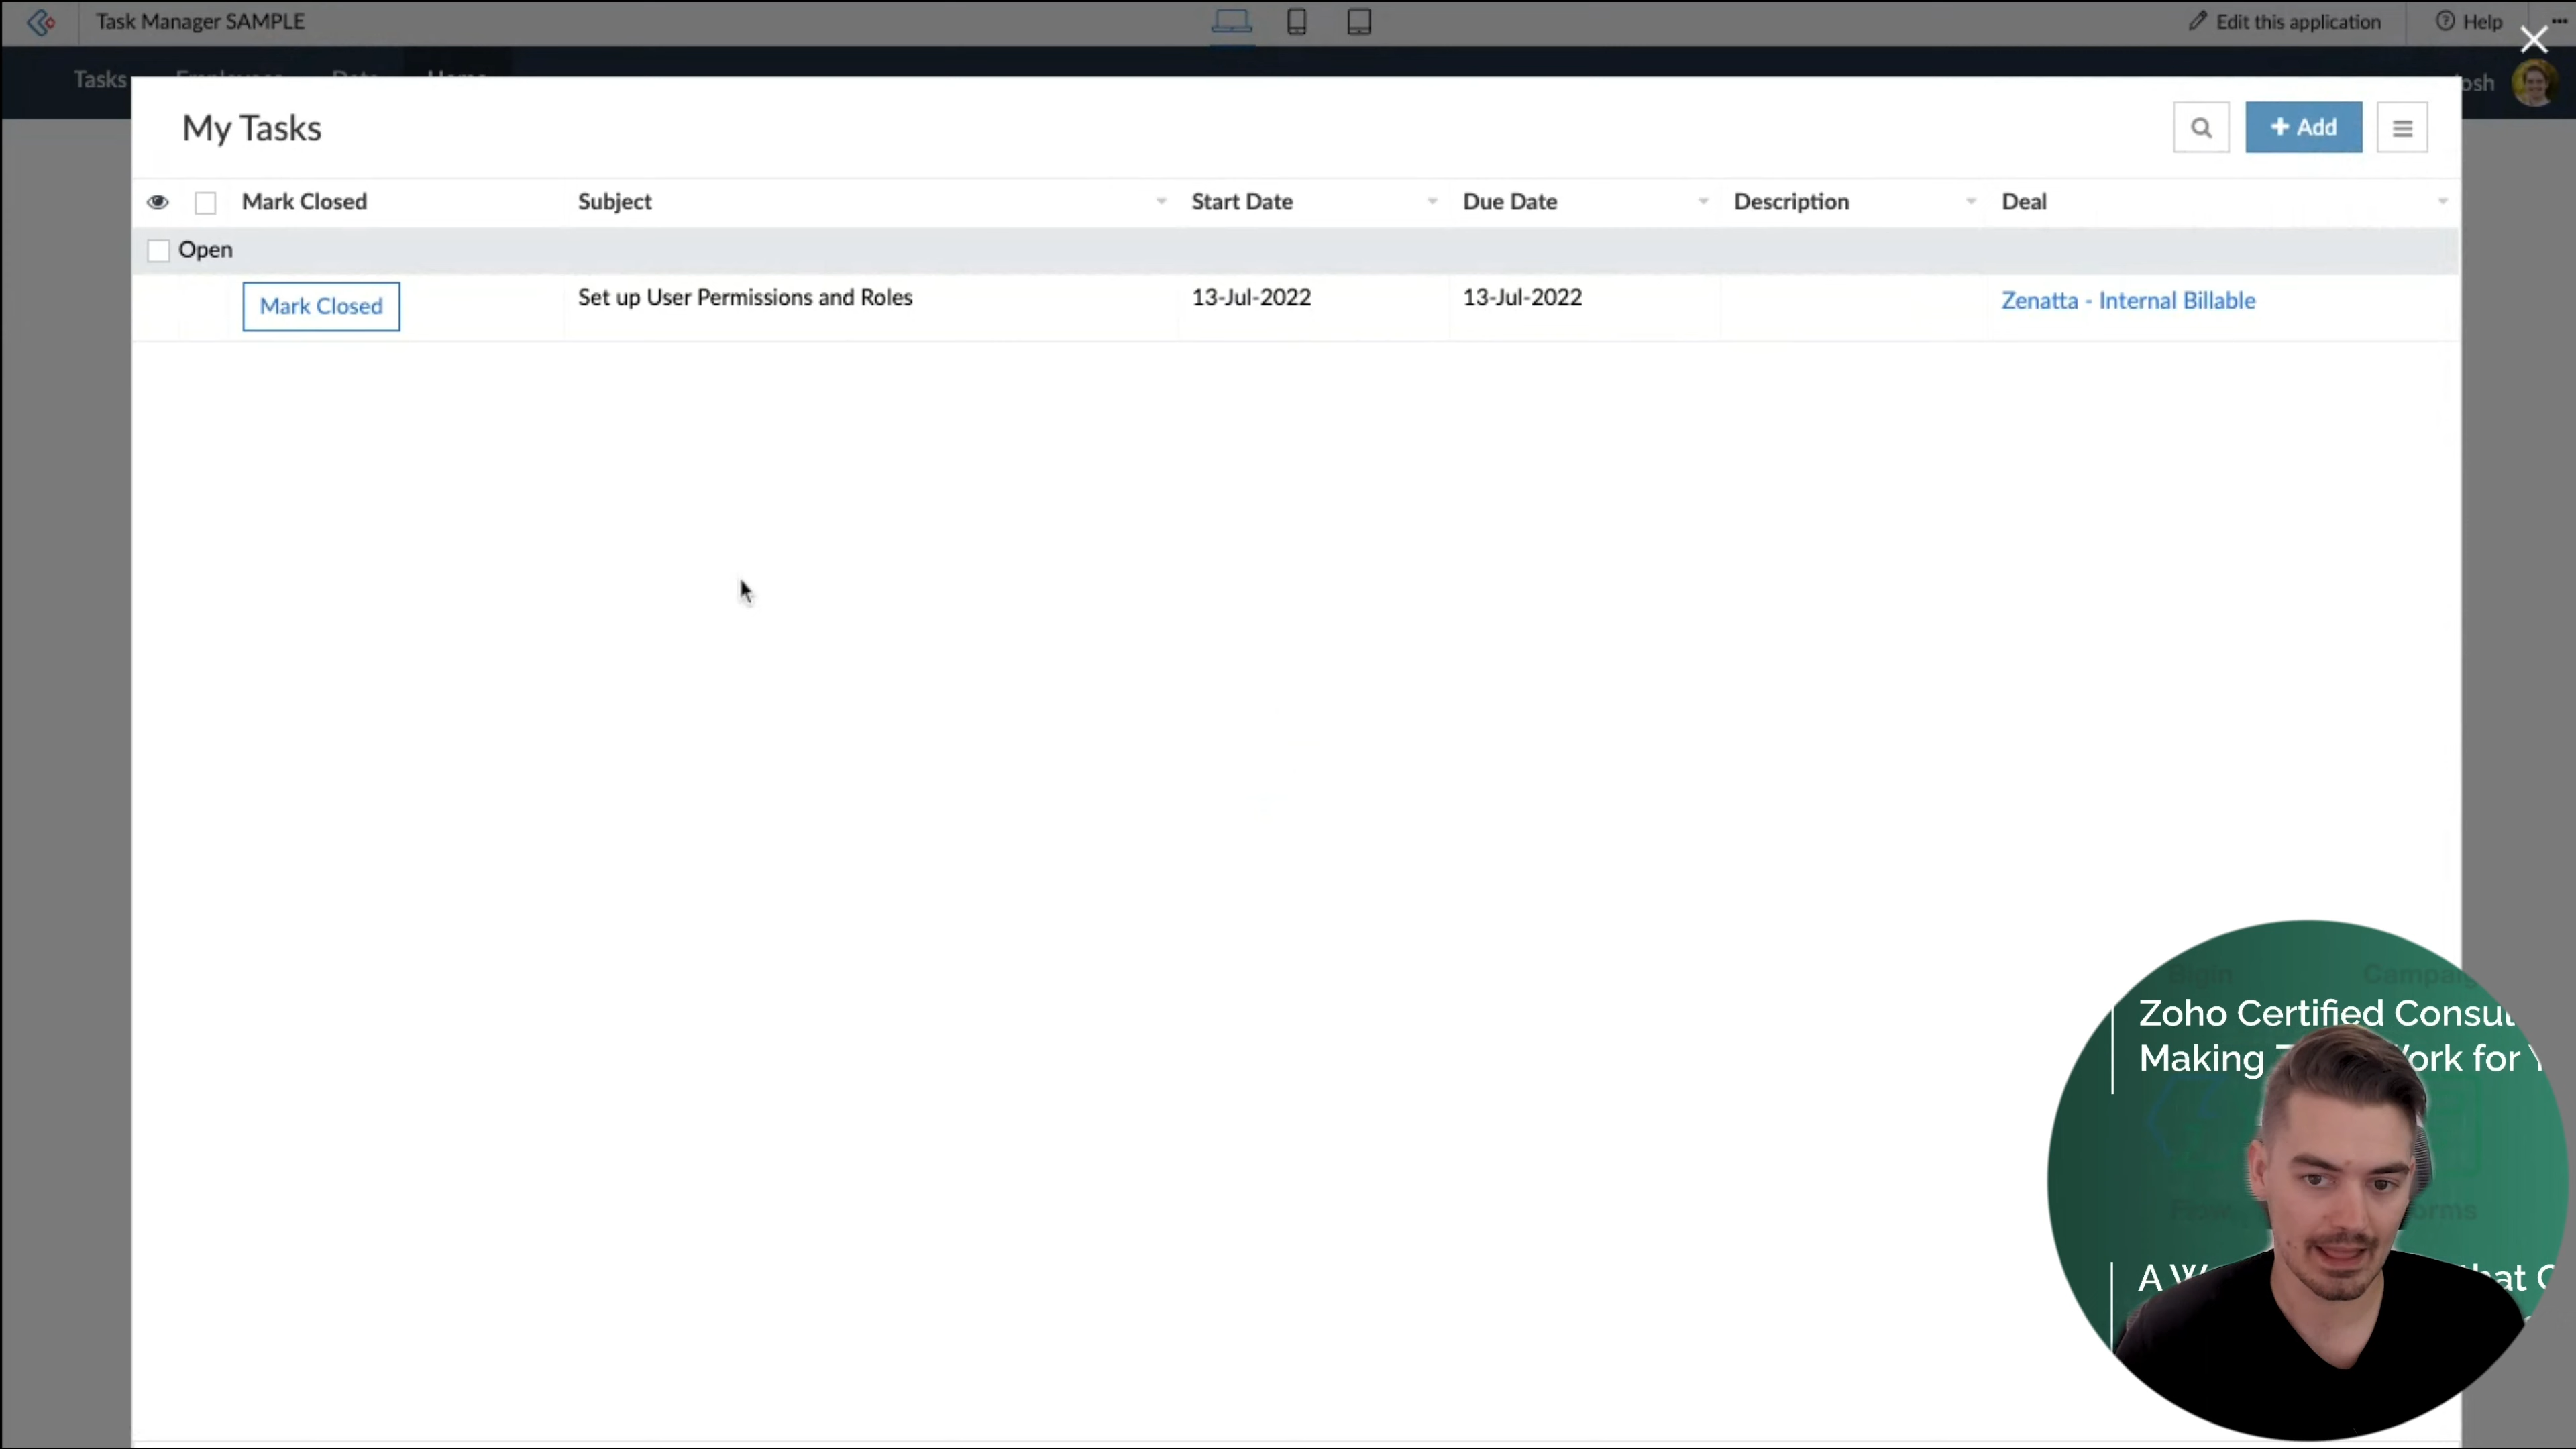 Task Manager SAMPLE
Edit this application
Help
Tasks
My Tasks
+ Add
Mark Closed Subject Start Date Due Date Description Deal
Open
Mark Closed Set up User Permissions and Roles 13-Jul-2022 13-Jul-2022 Zenatta - Internal Billable
Zoho Certified
Making
for
A